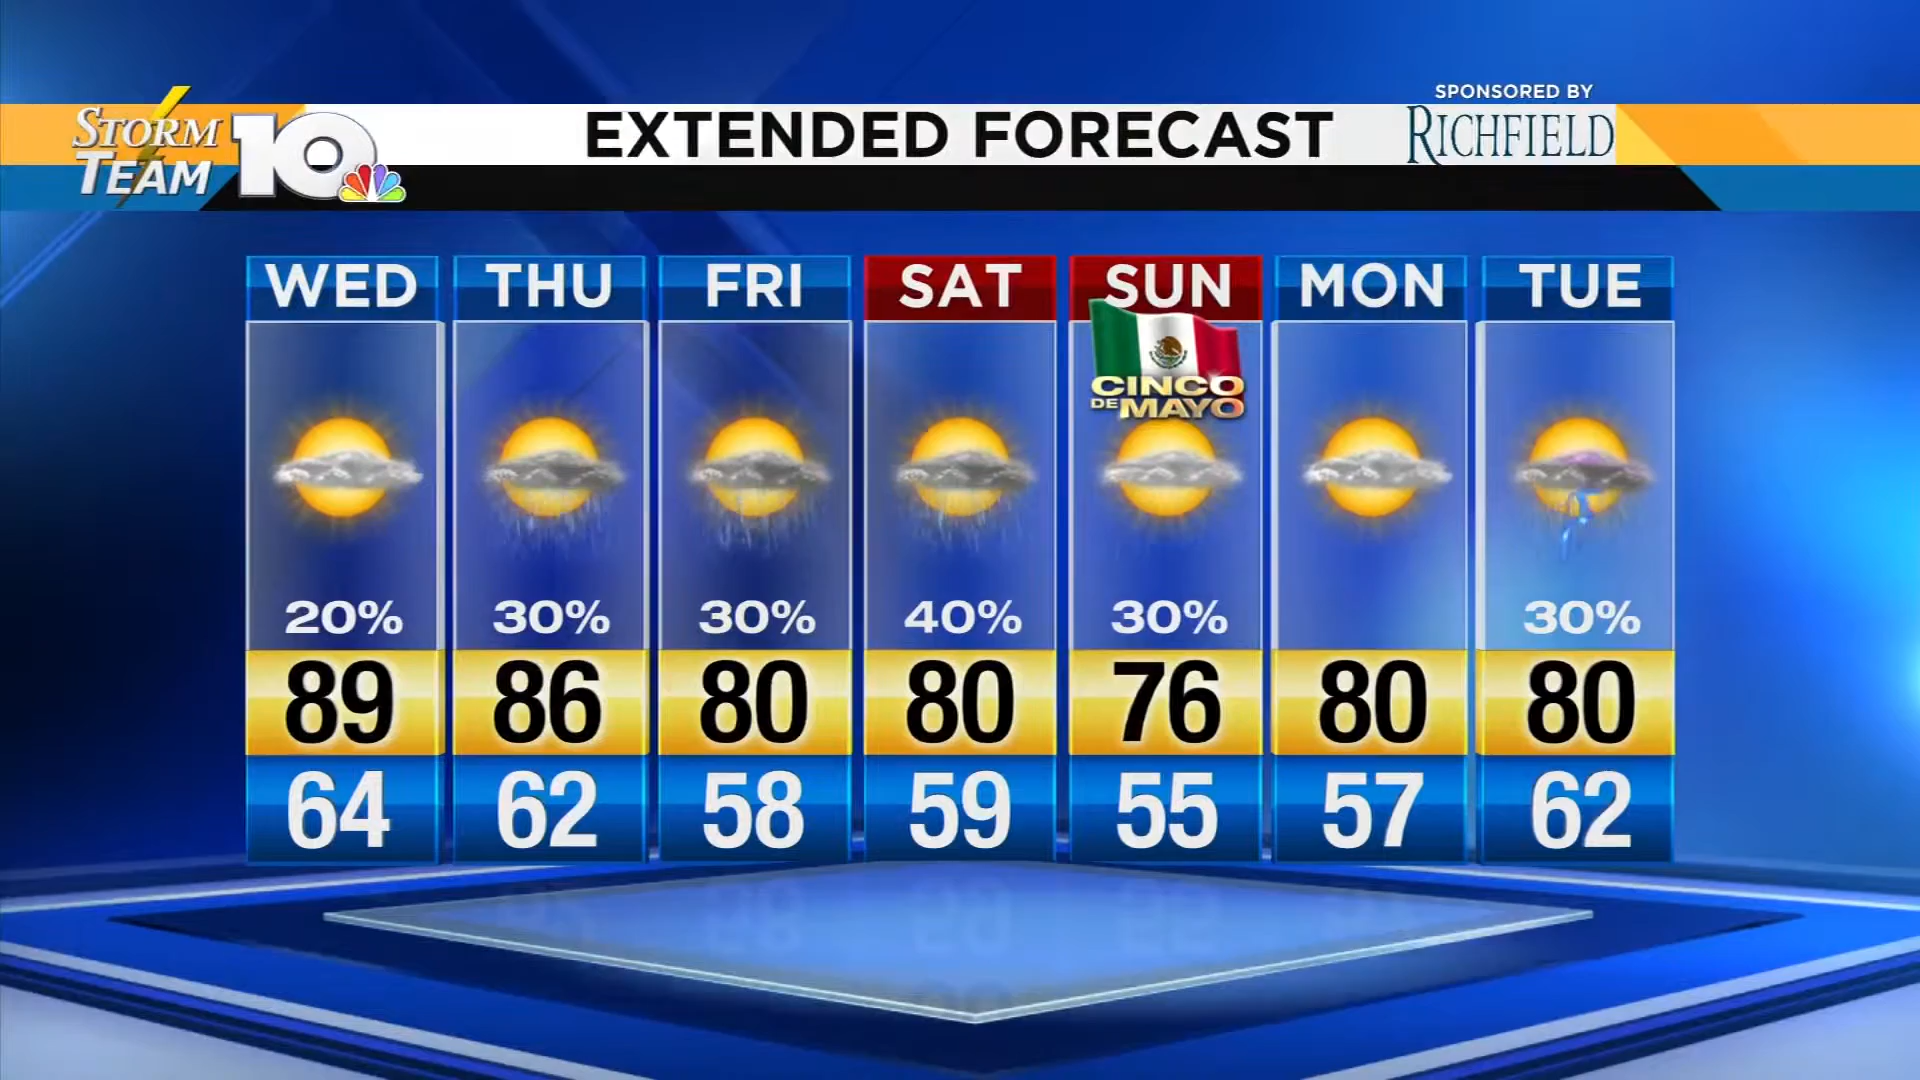 SPONSORED BY
STORM TEAM 10
EXTENDED FORECAST
RICHFIELD
WED THU FRI SAT SUN MON TUE
CINCO
DE MAYO
20% 30% 30% 40% 30% 30%
89 86 80 80 76 80 80
64 62 58 59 55 57 62